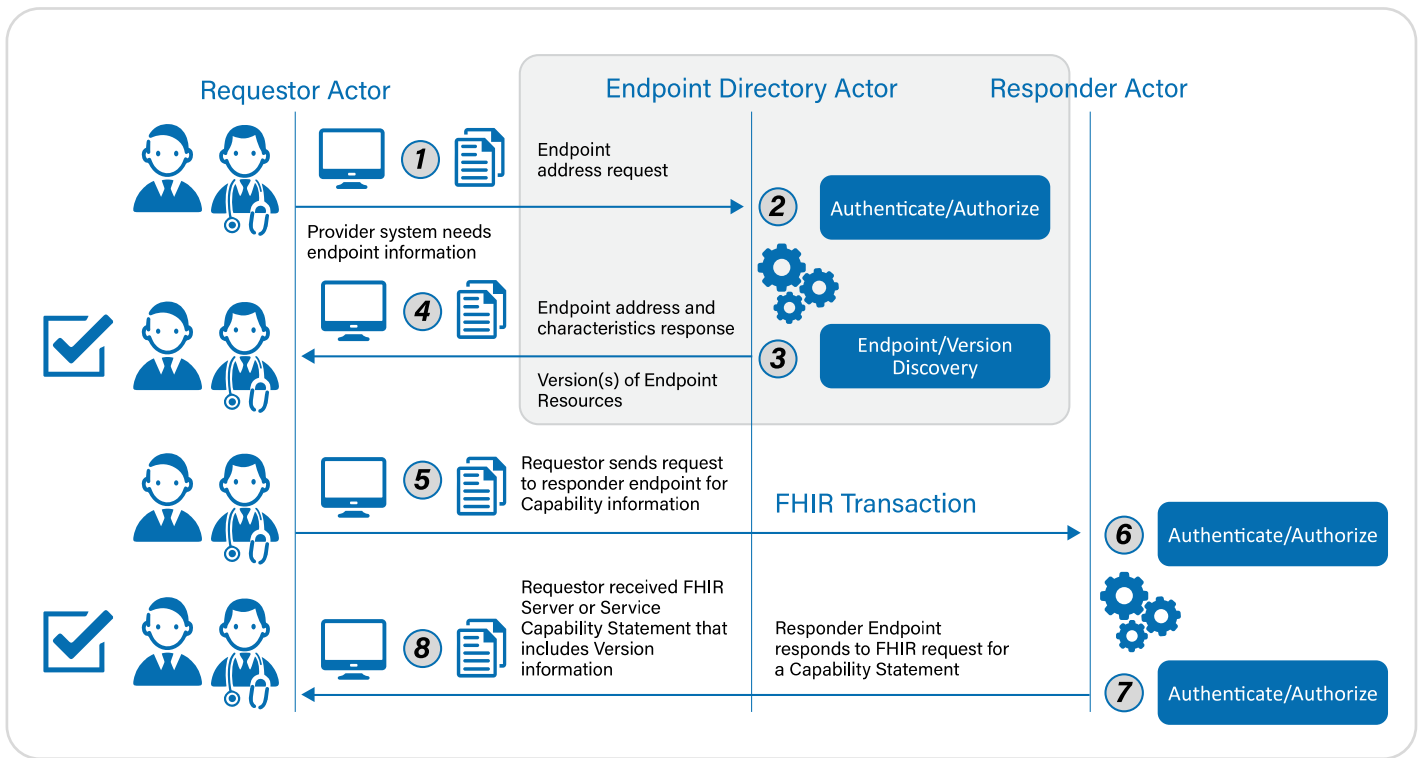 Requestor Actor
Endpoint Directory Actor
Responder Actor
1
Endpoint
address request
2
Authenticate/Authorize
Provider system needs
endpoint information
4
Endpoint address and
characteristics response
3
Endpoint/Version
Discovery
Version(s) of Endpoint
Resources
5
Requestor sends request
to responder endpoint for
Capability information
FHIR Transaction
6
Authenticate/Authorize
8
Requestor received FHIR
Server or Service
Capability Statement that
includes Version
information
Responder Endpoint
responds to FHIR request for
a Capability Statement
7
Authenticate/Authorize